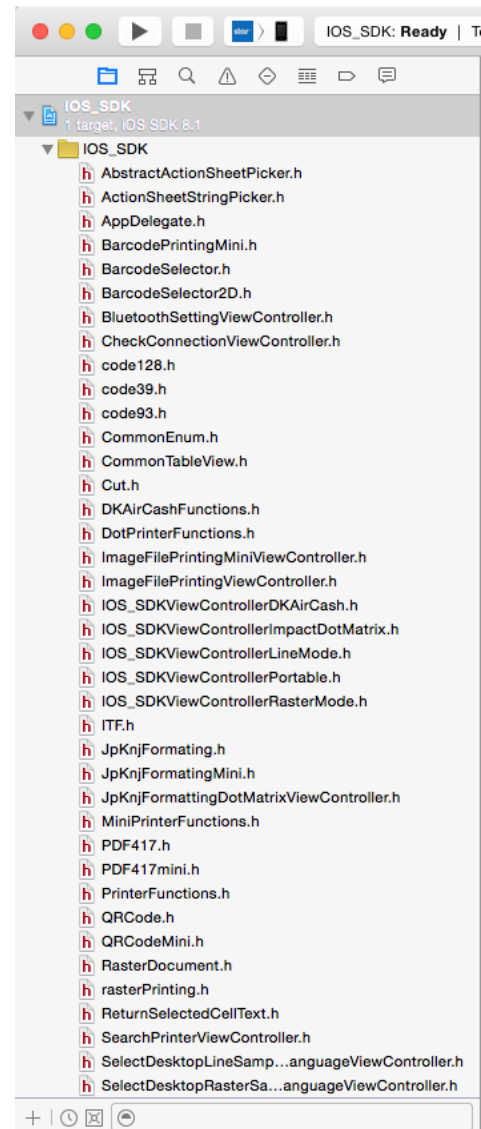 star IOS_SDK: Ready | T
IOS_SDK
1 target, iOS SDK 8.1
IOS_SDK
h AbstractActionSheetPicker.h
h ActionSheetStringPicker.h
h AppDelegate.h
h BarcodePrintingMini.h
h BarcodeSelector.h
h BarcodeSelector2D.h
h BluetoothSettingViewController.h
h CheckConnectionViewController.h
h code128.h
h code39.h
h code93.h
h CommonEnum.h
h CommonTableView.h
h Cut.h
h DKAirCashFunctions.h
h DotPrinterFunctions.h
h ImageFilePrintingMiniViewController.h
h ImageFilePrintingViewController.h
h IOS_SDKViewControllerDKAirCash.h
h IOS_SDKViewControllerImpactDotMatrix.h
h IOS_SDKViewControllerLineMode.h
h IOS_SDKViewControllerPortable.h
h IOS_SDKViewControllerRasterMode.h
h ITF.h
h JpKnjFormating.h
h JpKnjFormatingMini.h
h JpKnjFormattingDotMatrixViewController.h
h MiniPrinterFunctions.h
h PDF417.h
h PDF417mini.h
h PrinterFunctions.h
h QRCode.h
h QRCodeMini.h
h RasterDocument.h
h rasterPrinting.h
h ReturnSelectedCellText.h
h SearchPrinterViewController.h
h SelectDesktopLineSamp...anguageViewController.h
h SelectDesktopRasterSa...anguageViewController.h